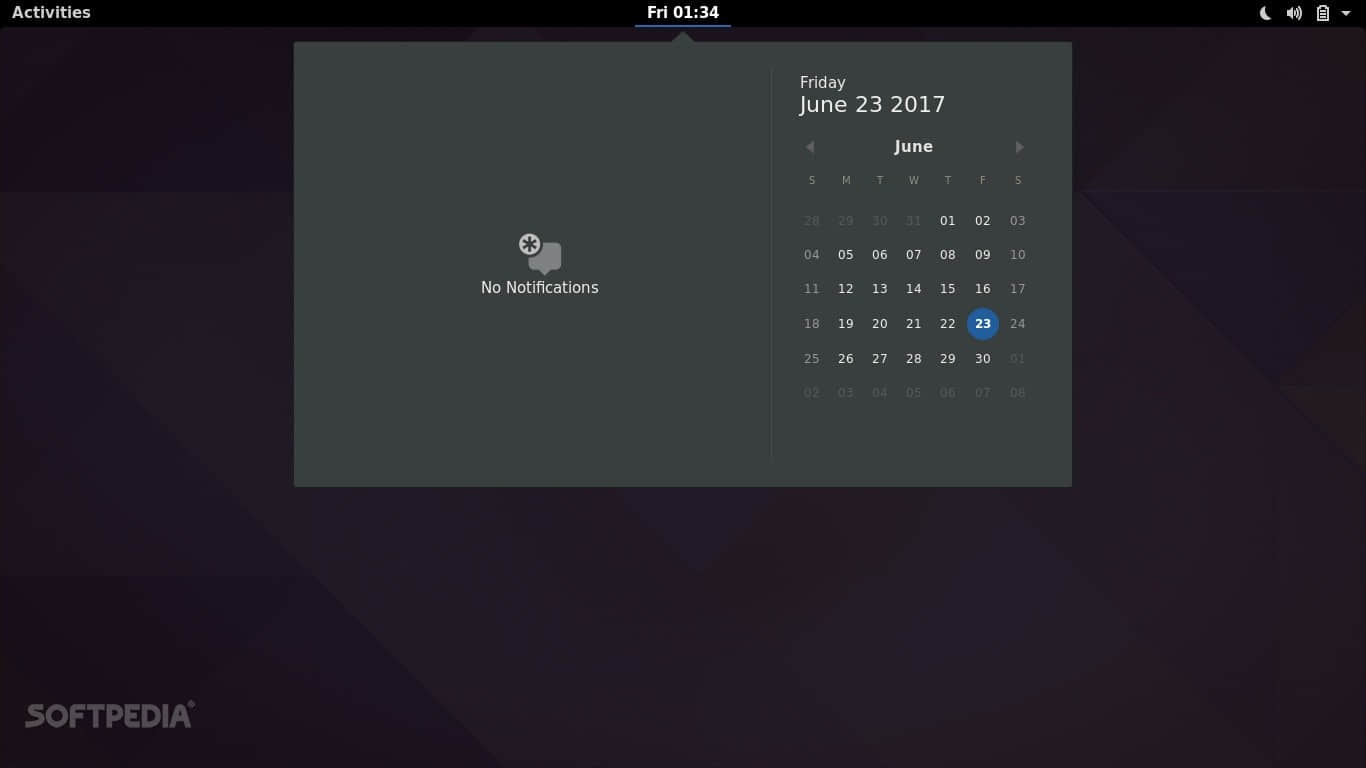 Activities
Fri 01:34
Friday
June 23 2017
June
S M T W T F S
28 29 30 31 01 02 03
04 05 06 07 08 09 10
11 12 13 14 15 16 17
18 19 20 21 22 23 24
25 26 27 28 29 30 01
02 03 04 05 06 07 08
No Notifications
SOFTPEDIA®